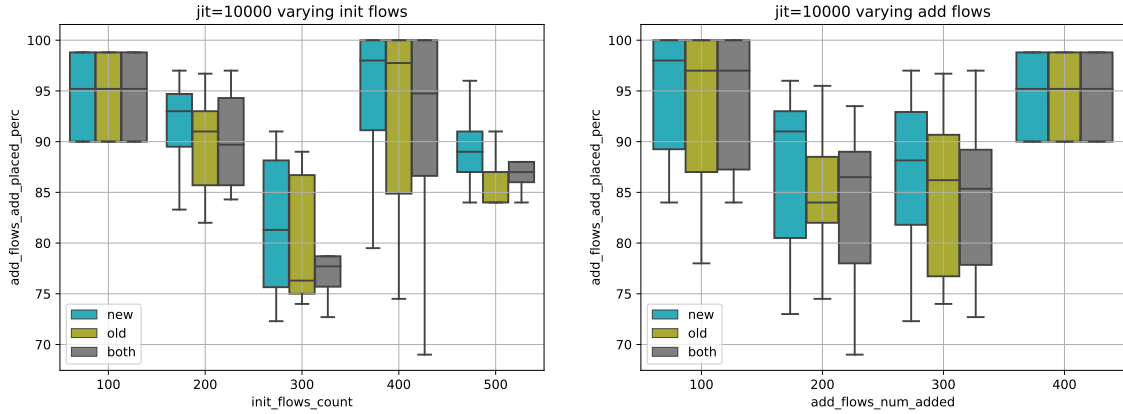 jit=10000 varying init flows
add_flows_add_placed_perc
100
95
90
85
80
75
70
new
old
both
100 200 300 400 500
init_flows_count
jit=10000 varying add flows
add_flows_add_placed_perc
100
95
90
85
80
75
70
new
old
both
100 200 300 400
add_flows_num_added